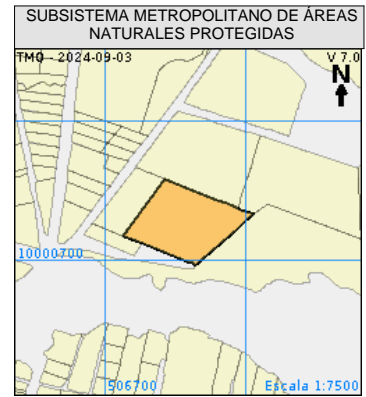 SUBSISTEMA METROPOLITANO DE ÁREAS
NATURALES PROTEGIDAS
TMQ - 2024-09-03
V 7.0
N
10000700
506700
Escala 1:7500